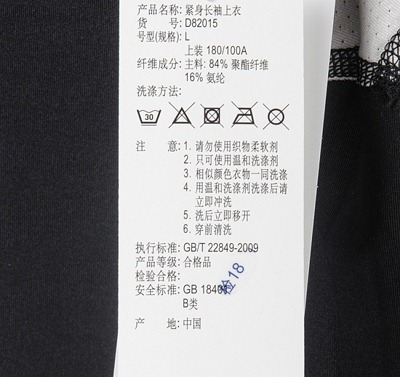 产品名称: 紧身长袖上衣
货 号: D82015
号型(规格): L
上装 180/100A
纤维成分: 主料: 84% 聚酯纤维
16% 氨纶
洗涤方法:
30
注 意: 1. 请勿使用织物柔软剂
2. 只可使用温和洗涤剂
3. 相似颜色衣物一同洗涤
4. 用温和洗涤剂洗涤后请
立即冲洗
5. 洗后立即移开
6. 穿前清洗
执行标准: GB/T 22849-2009
产品等级: 合格品
检验合格:
检18
安全标准: GB 18401
B类
产 地: 中国